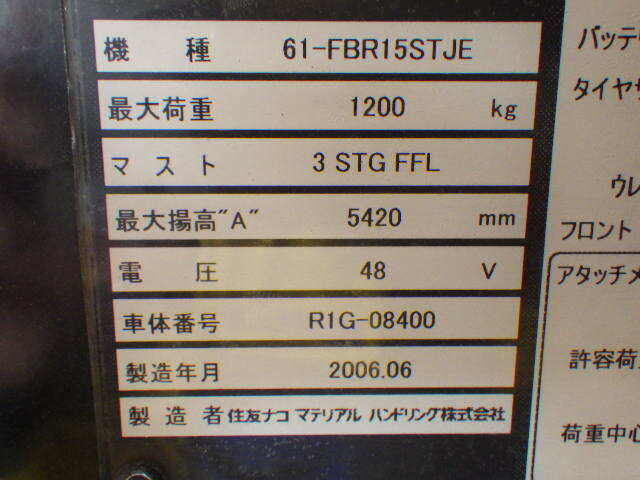 機種 61-FBR15STJE
最大荷重 1200 kg
マスト 3 STG FFL
最大揚高"A" 5420 mm
電圧 48 V
車体番号 R1G-08400
製造年月 2006.06
製造者 住友ナコ マテリアル ハンドリング株式会社
バッテリ
タイヤサ
ウレ
フロント
アタッチメ
許容荷
荷重中心